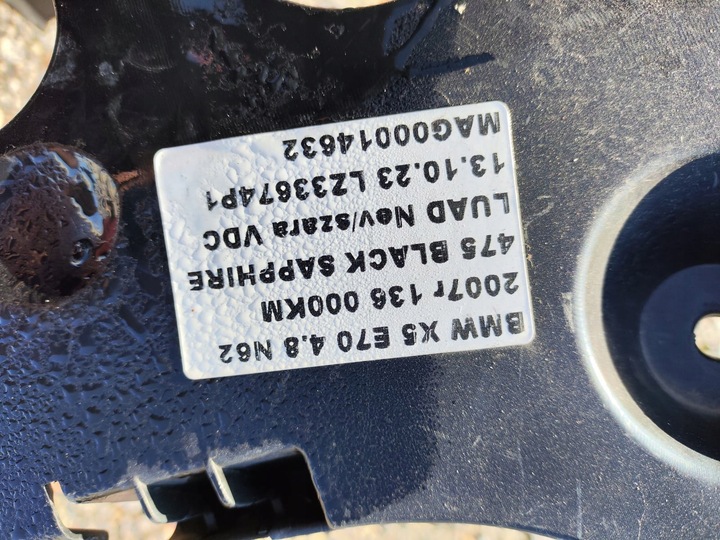 BMW X5 E70 4.8 N62
2007r 136 000KM
475 BLACK SAPPHIRE
LUAD Nev/szara VDC
13.10.23 LZ33674P1
MAG00014632